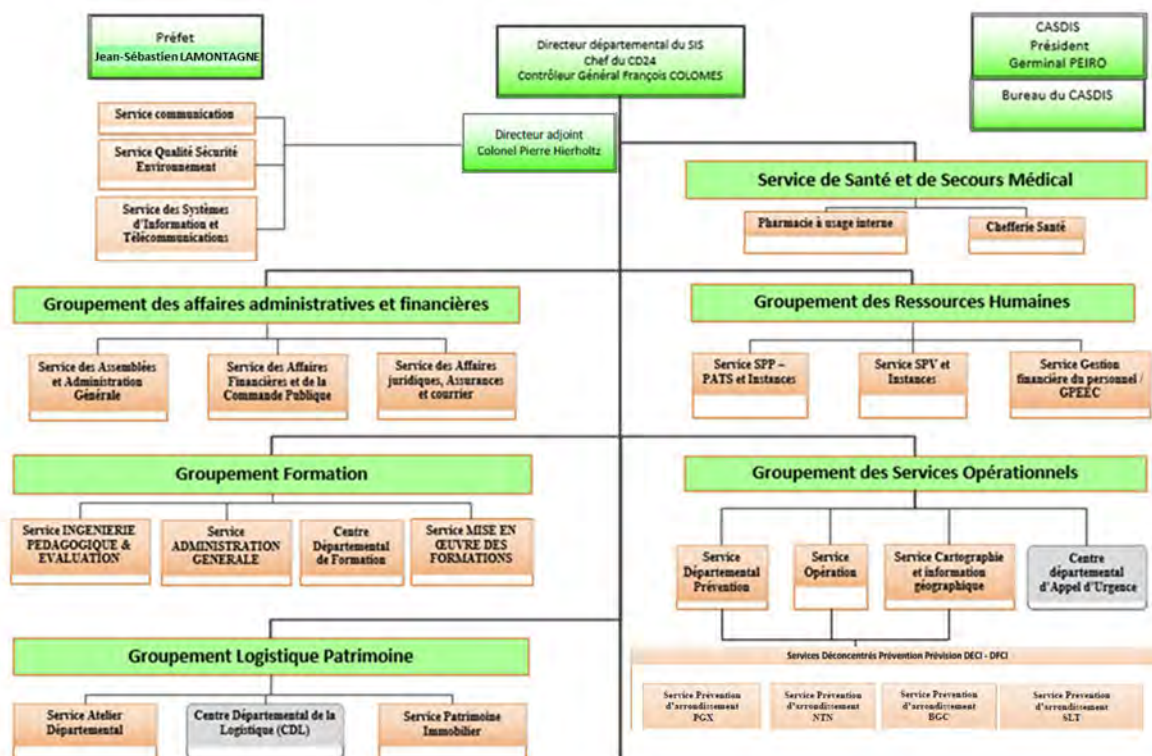 Préfet
Jean-Sébastien LAMONTAGNE
Directeur départemental du SIS
Chef du CD24
Contrôleur Général François COLOMES
CASDIS
Président
Germinal PEIRO
Bureau du CASDIS
Service communication
Service Qualité Sécurité
Environnement
Service des Systèmes
d'Information et
Télécommunications
Directeur adjoint
Colonel Pierre Hierholtz
Service de Santé et de Secours Médical
Pharmacie à usage interne
Chefferie Santé
Groupement des affaires administratives et financières
Service des Assemblées
et Administration
Générale
Service des Affaires
Financières et de la
Commande Publique
Service des Affaires
juridiques, Assurances
et courrier
Groupement des Ressources Humaines
Service SPP –
PATS et Instances
Service SPV et
Instances
Service Gestion
financière du personnel /
GPEEC
Groupement Formation
Service INGENIERIE
PEDAGOGIQUE &
EVALUATION
Service
ADMINISTRATION
GENERALE
Centre
Départemental
de Formation
Service MISE EN
ŒUVRE DES
FORMATIONS
Groupement des Services Opérationnels
Service
Départemental
Prévention
Service
Opération
Service Cartographie
et information
géographique
Centre
départemental
d'Appel d'Urgence
Services Déconcentrés Prévention Prévision DECI - DFCI
Service Prévention
d'arrondissement
PGX
Service Prévention
d'arrondissement
NTN
Service Prévention
d'arrondissement
BGC
Service Prevention
d'arrondissement
SLT
Groupement Logistique Patrimoine
Service Atelier
Départemental
Centre Départemental de la
Logistique (CDL)
Service Patrimoine
Immobilier